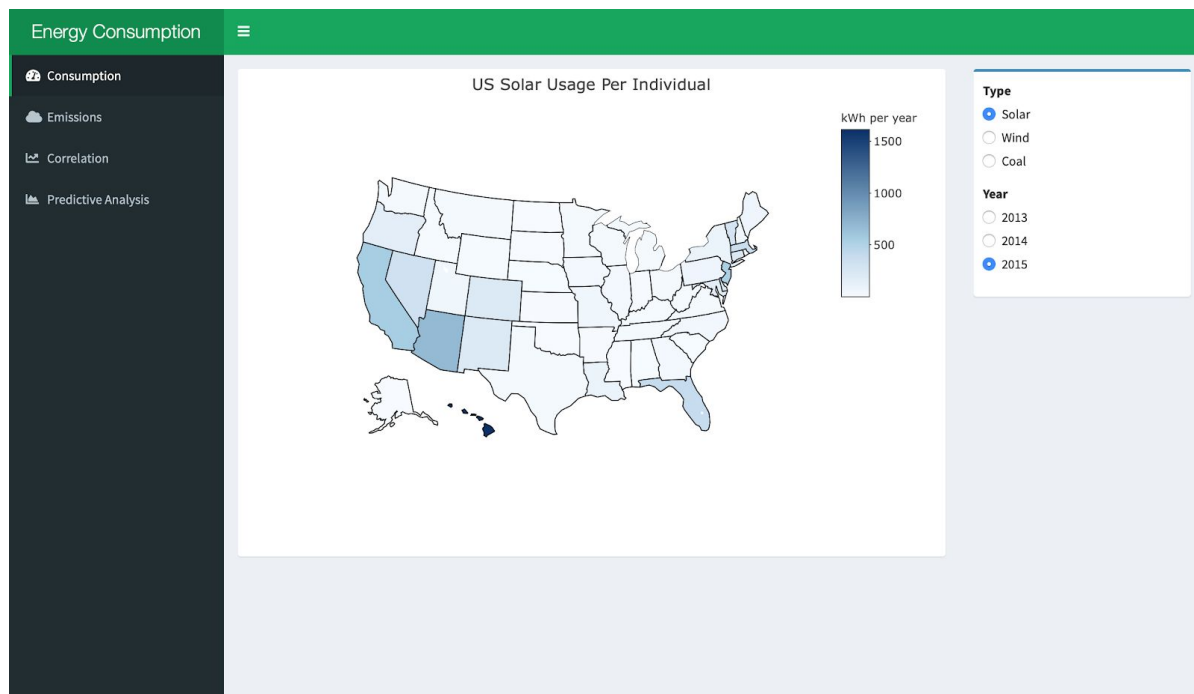 Energy Consumption
Consumption
Emissions
Correlation
Predictive Analysis
US Solar Usage Per Individual
kWh per year
1500
1000
500
Type
Solar
Wind
Coal
Year
2013
2014
2015